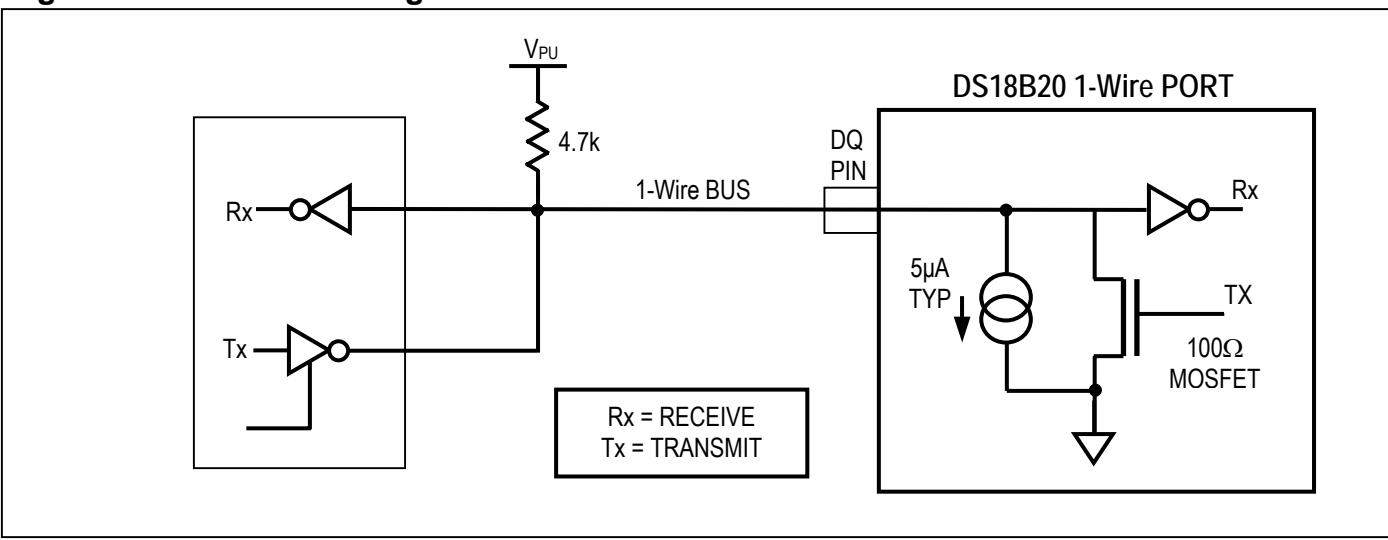 VPU
DS18B20 1-Wire PORT
4.7k
DQ
PIN
1-Wire BUS
Rx
Rx
5µA
TYP
TX
Tx
100Ω
MOSFET
Rx = RECEIVE
Tx = TRANSMIT